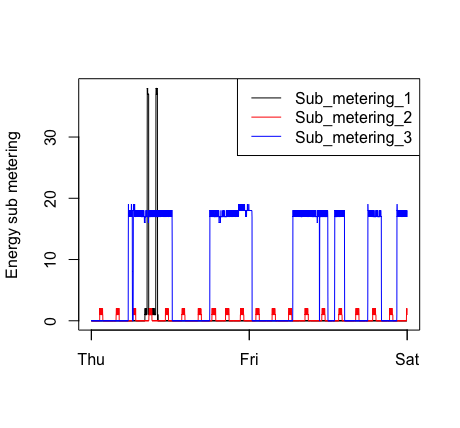 Sub_metering_1
Sub_metering_2
Sub_metering_3
Energy sub metering
30
20
10
0
Thu Fri Sat